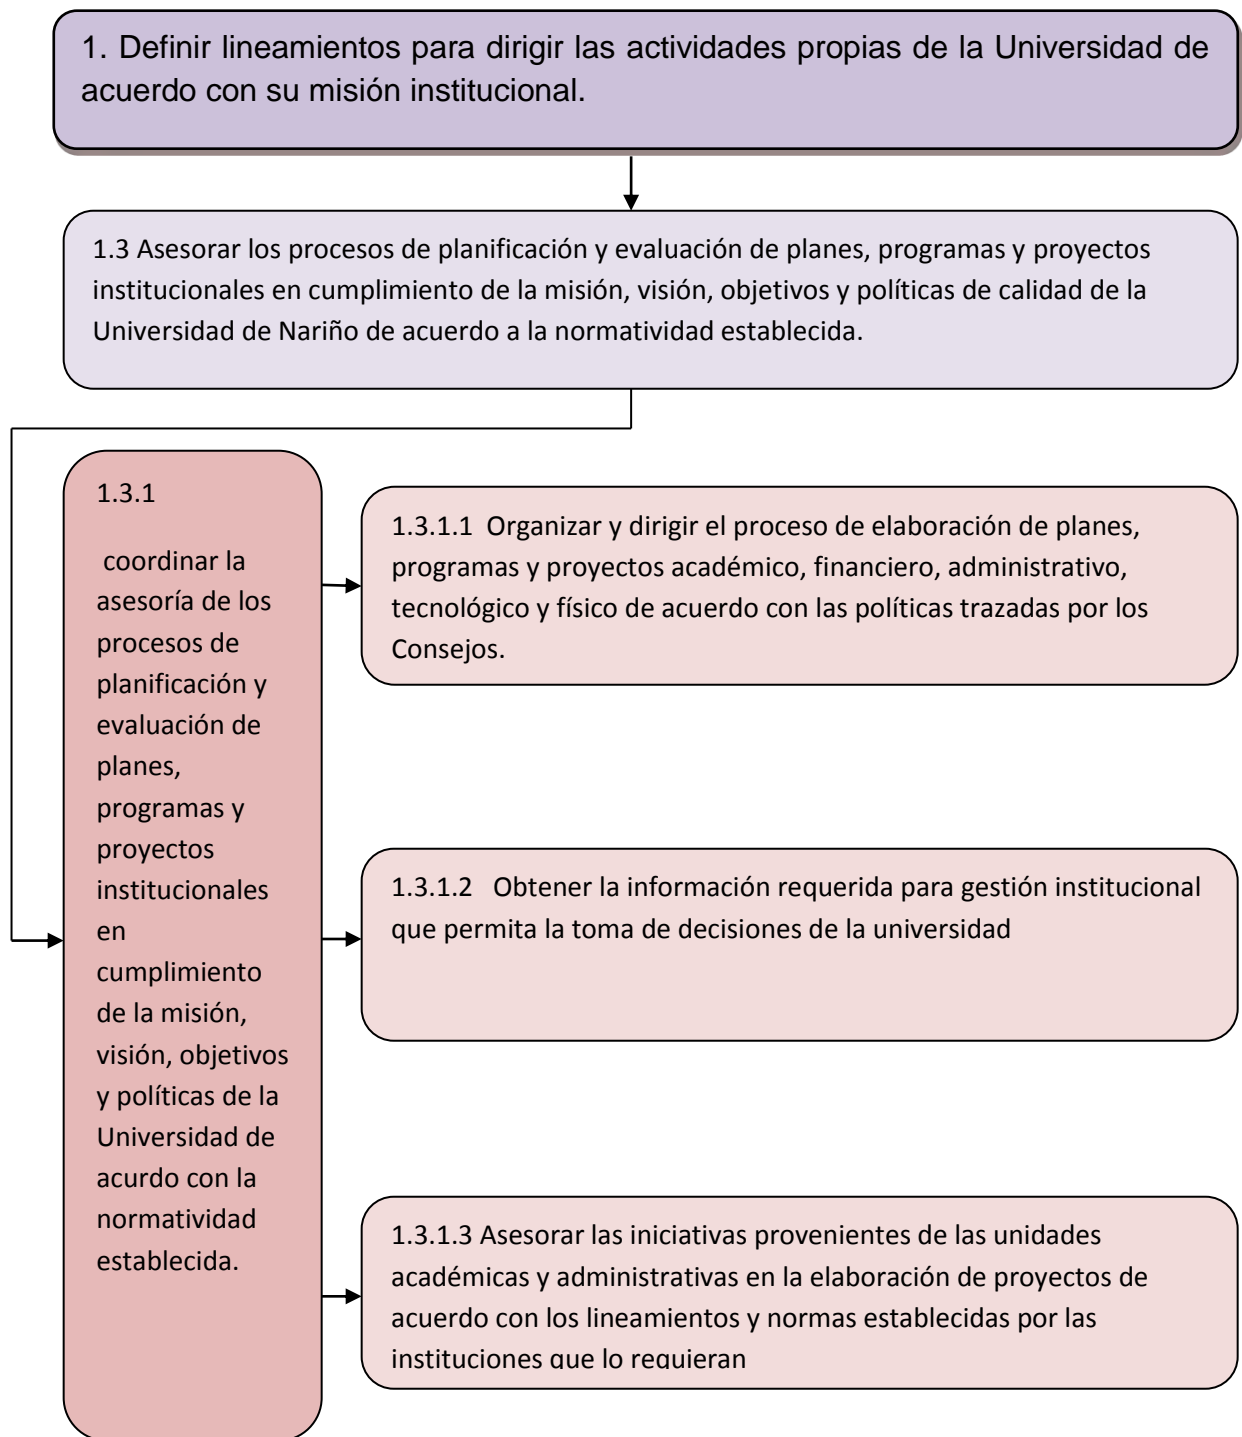 1. Definir lineamientos para dirigir las actividades propias de la Universidad de
acuerdo con su misión institucional.
1.3 Asesorar los procesos de planificación y evaluación de planes, programas y proyectos
institucionales en cumplimiento de la misión, visión, objetivos y políticas de calidad de la
Universidad de Nariño de acuerdo a la normatividad establecida.
1.3.1
coordinar la
asesoría de los
procesos de
planificación y
evaluación de
planes,
programas y
proyectos
institucionales
en
cumplimiento
de la misión,
visión, objetivos
y políticas de la
Universidad de
acurdo con la
normatividad
establecida.
1.3.1.1  Organizar y dirigir el proceso de elaboración de planes,
programas y proyectos académico, financiero, administrativo,
tecnológico y físico de acuerdo con las políticas trazadas por los
Consejos.
1.3.1.2   Obtener la información requerida para gestión institucional
que permita la toma de decisiones de la universidad
1.3.1.3 Asesorar las iniciativas provenientes de las unidades
académicas y administrativas en la elaboración de proyectos de
acuerdo con los lineamientos y normas establecidas por las
instituciones que lo requieran